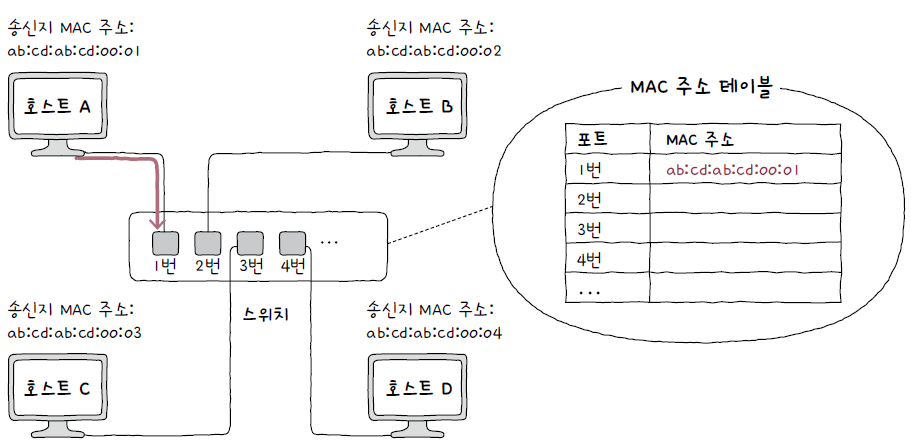 송신지 MAC 주소:
ab:cd:ab:cd:00:01
호스트 A
송신지 MAC 주소:
ab:cd:ab:cd:00:02
호스트 B
MAC 주소 테이블
포트 MAC 주소
1번 ab:cd:ab:cd:00:01
2번
3번
4번
...
1번 2번 3번 4번 ...
스위치
송신지 MAC 주소:
ab:cd:ab:cd:00:03
호스트 C
송신지 MAC 주소:
ab:cd:ab:cd:00:04
호스트 D